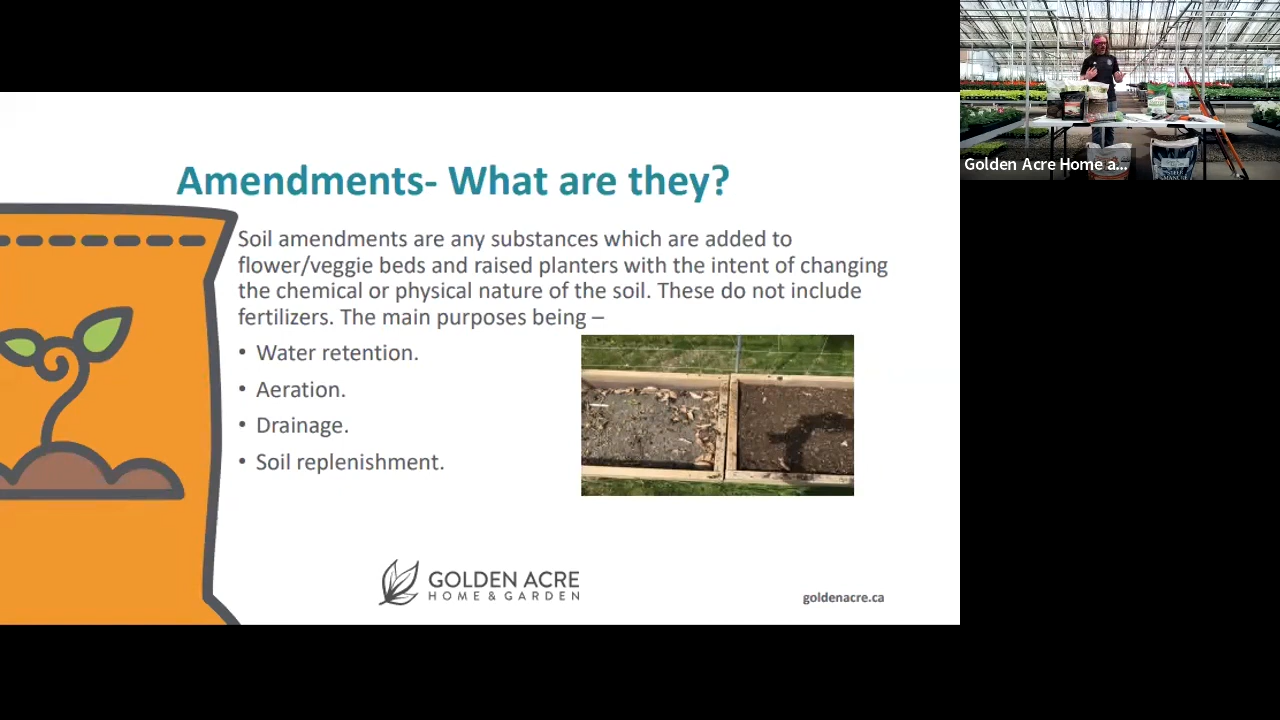 Golden Acre Home a...
Amendments- What are they?
Soil amendments are any substances which are added to
flower/veggie beds and raised planters with the intent of changing
the chemical or physical nature of the soil. These do not include
fertilizers. The main purposes being –
• Water retention.
• Aeration.
• Drainage.
• Soil replenishment.
GOLDEN ACRE
HOME & GARDEN
goldenacre.ca